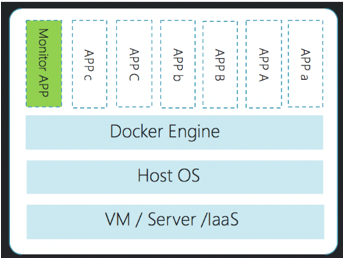 Monitor APP
APP c
APP C
APP b
APP B
APP A
APP a
Docker Engine
Host OS
VM / Server /IaaS